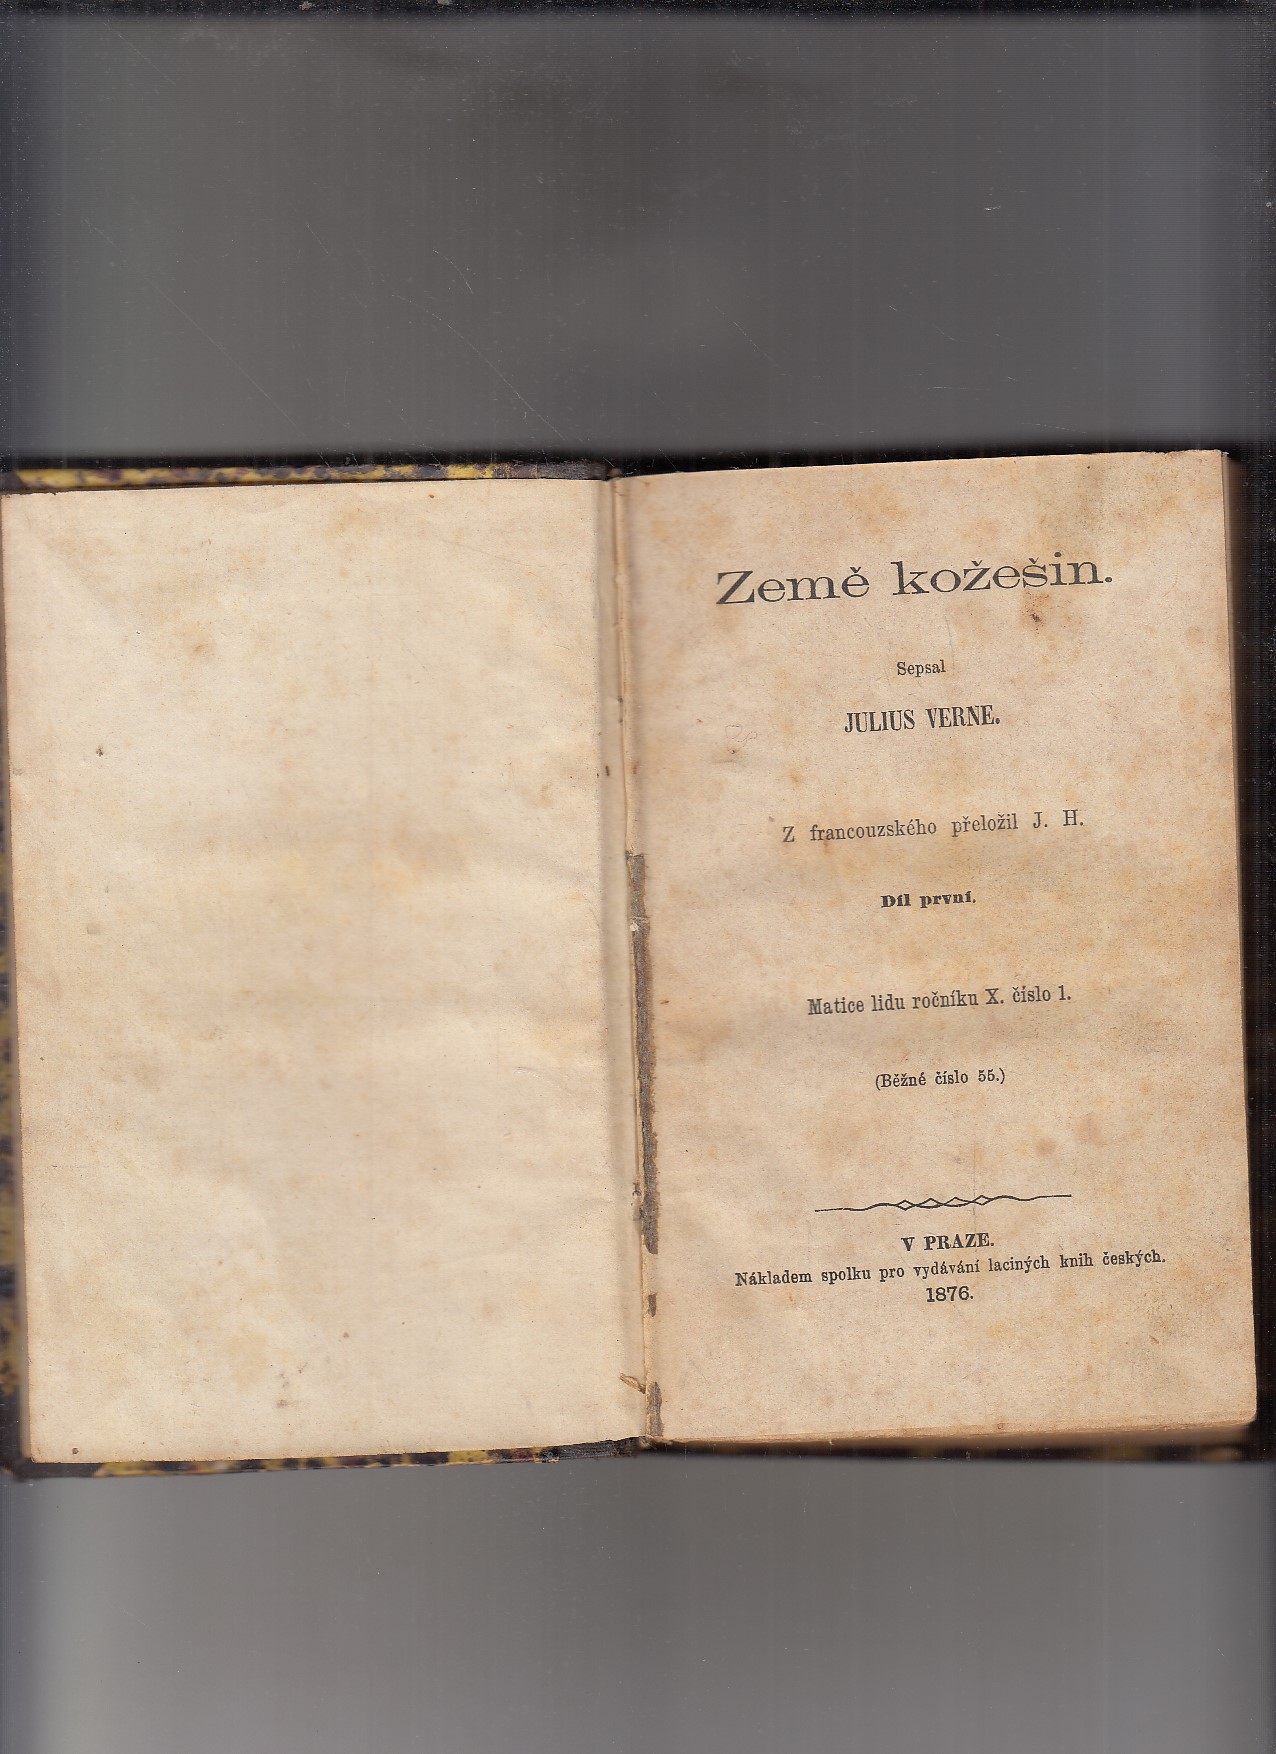 Země kožešin.
Sepsal
JULIUS VERNE.
Z francouzského přeložil J. H.
Díl první.
Matice lidu ročníku X. číslo 1.
(Běžné číslo 55.)
V PRAZE.
Nákladem spolku pro vydávání laciných knih českých.
1876.